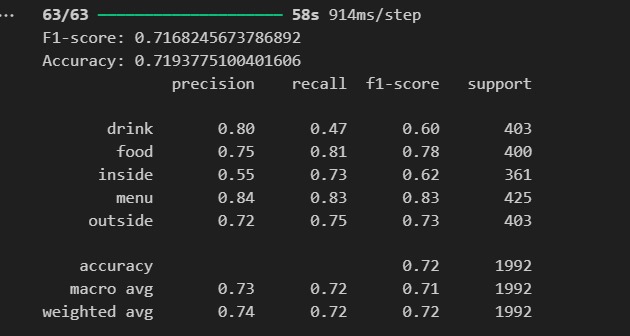 ... 63/63 ━━━━━━━━━━━━━━━━━━━━ 58s 914ms/step
F1-score: 0.7168245673786892
Accuracy: 0.7193775100401606
precision recall f1-score support
drink 0.80 0.47 0.60 403
food 0.75 0.81 0.78 400
inside 0.55 0.73 0.62 361
menu 0.84 0.83 0.83 425
outside 0.72 0.75 0.73 403
accuracy 0.72 1992
macro avg 0.73 0.72 0.71 1992
weighted avg 0.74 0.72 0.72 1992